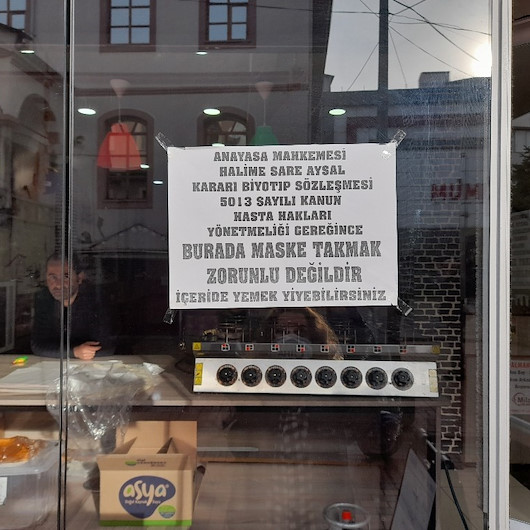 ANAYASA MAHKEMESİ
HALİME SARE AYSAL
KARARI BİYOTIP SÖZLEŞMESİ
5013 SAYILI KANUN
HASTA HAKLARI
YÖNETMELİĞİ GEREĞİNCE
BURADA MASKE TAKMAK
ZORUNLU DEĞİLDİR
İÇERİDE YEMEK YİYEBİLİRSİNİZ
asya